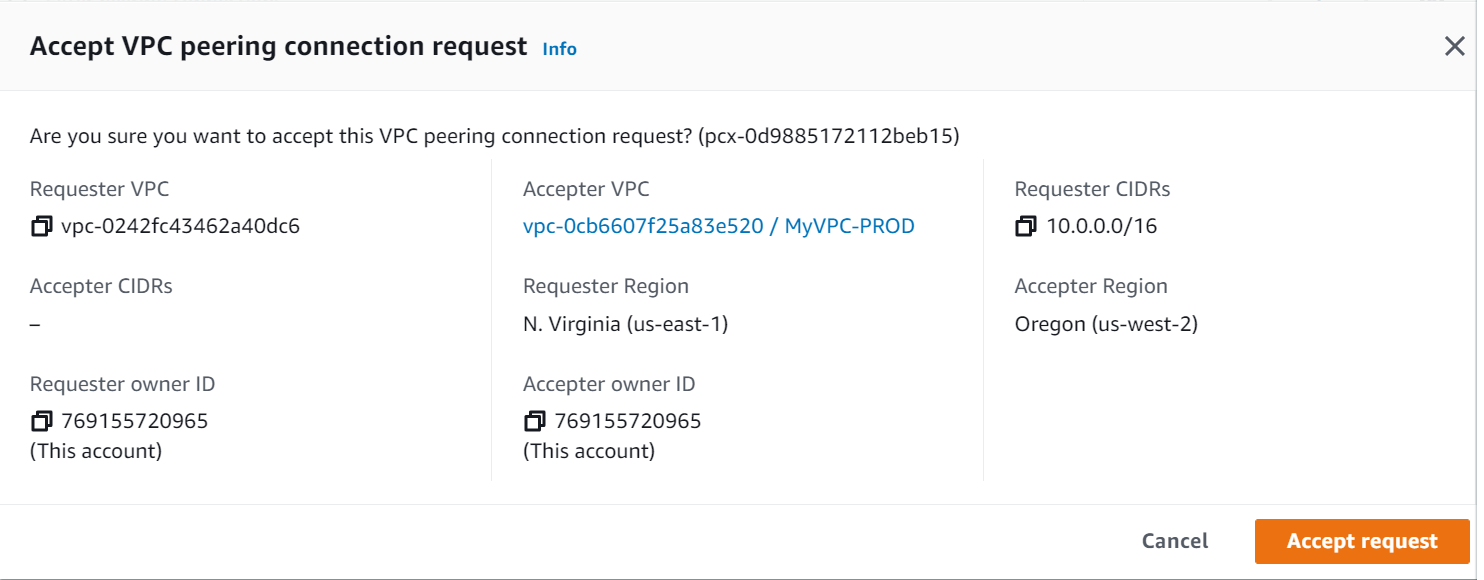 Accept VPC peering connection request Info
Are you sure you want to accept this VPC peering connection request? (pcx-0d9885172112beb15)
Requester VPC
vpc-0242fc43462a40dc6
Accepter VPC
vpc-0cb6607f25a83e520 / MyVPC-PROD
Requester CIDRs
10.0.0.0/16
Accepter CIDRs
–
Requester Region
N. Virginia (us-east-1)
Accepter Region
Oregon (us-west-2)
Requester owner ID
769155720965
(This account)
Accepter owner ID
769155720965
(This account)
Cancel
Accept request